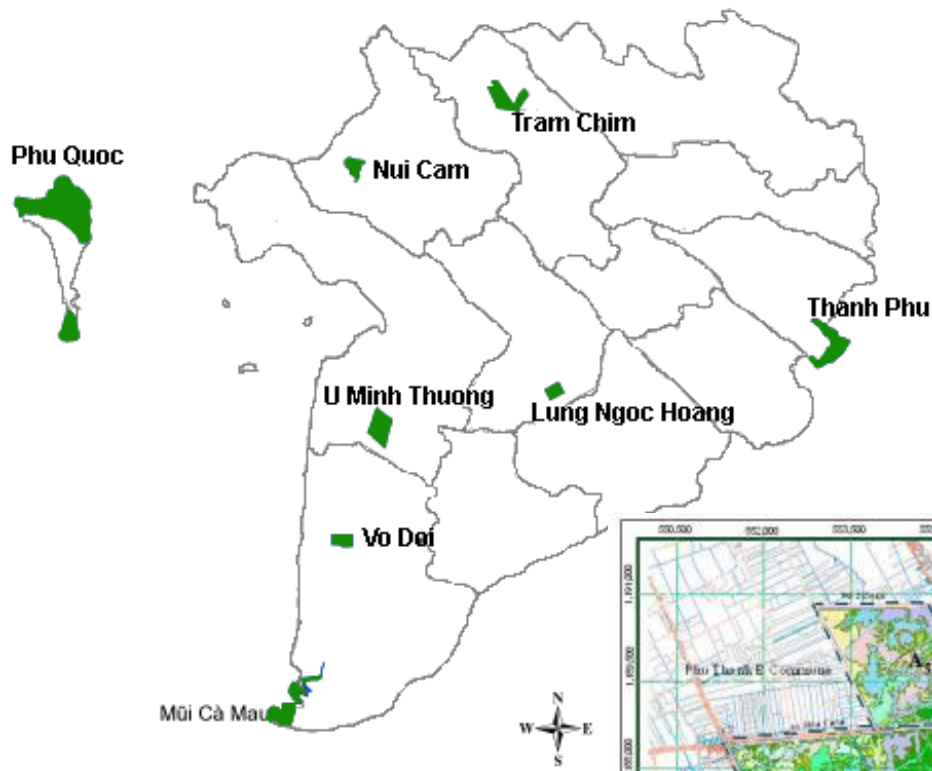 Tram Chim
Phu Quoc
Nui Cam
Thanh Phu
U Minh Thuong
Lung Ngoc Hoang
Vo Doi
Mũi Cà Mau
N
W E
S
Phu Thanh B Commune